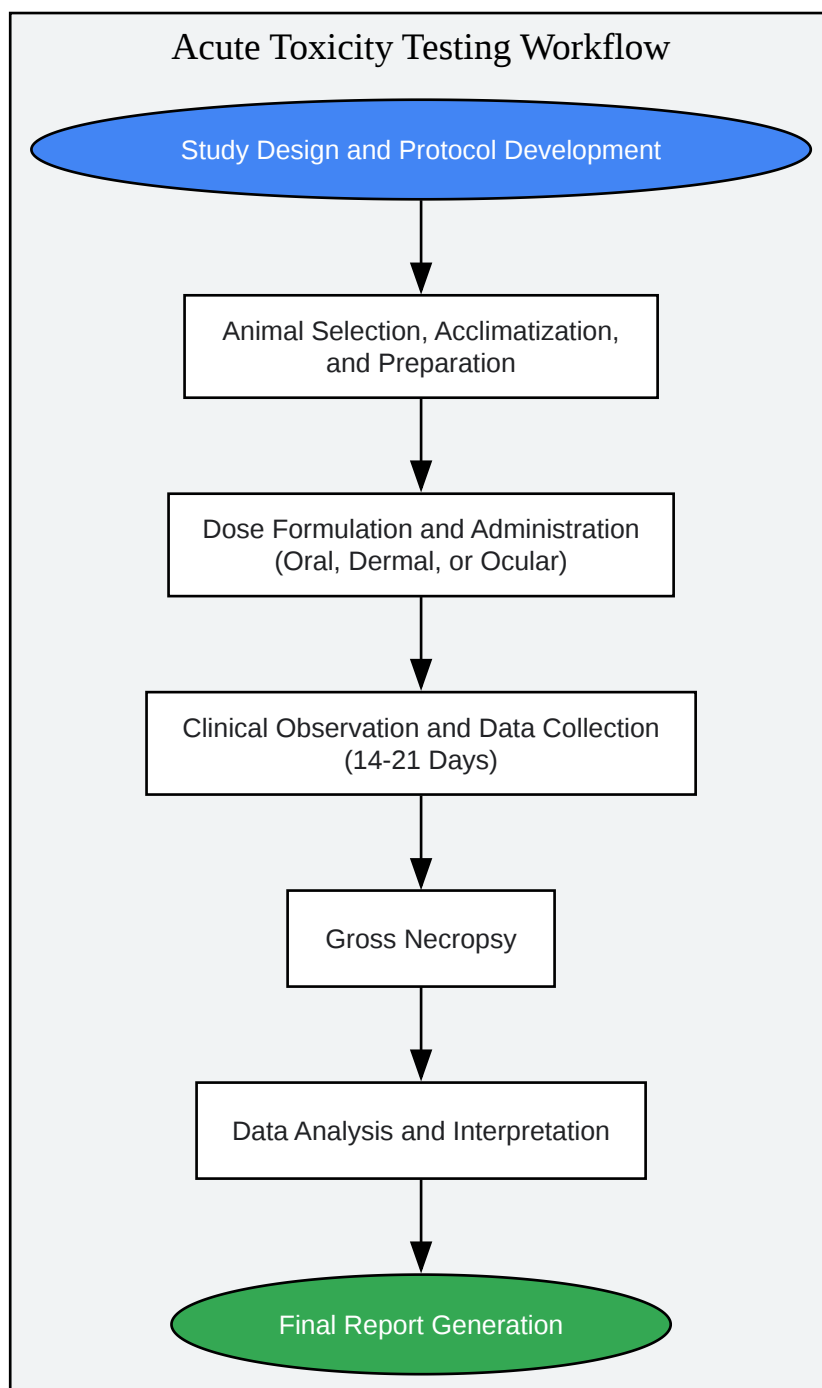 Acute Toxicity Testing Workflow
Study Design and Protocol Development
Animal Selection, Acclimatization,
and Preparation
Dose Formulation and Administration
(Oral, Dermal, or Ocular)
Clinical Observation and Data Collection
(14-21 Days)
Gross Necropsy
Data Analysis and Interpretation
Final Report Generation